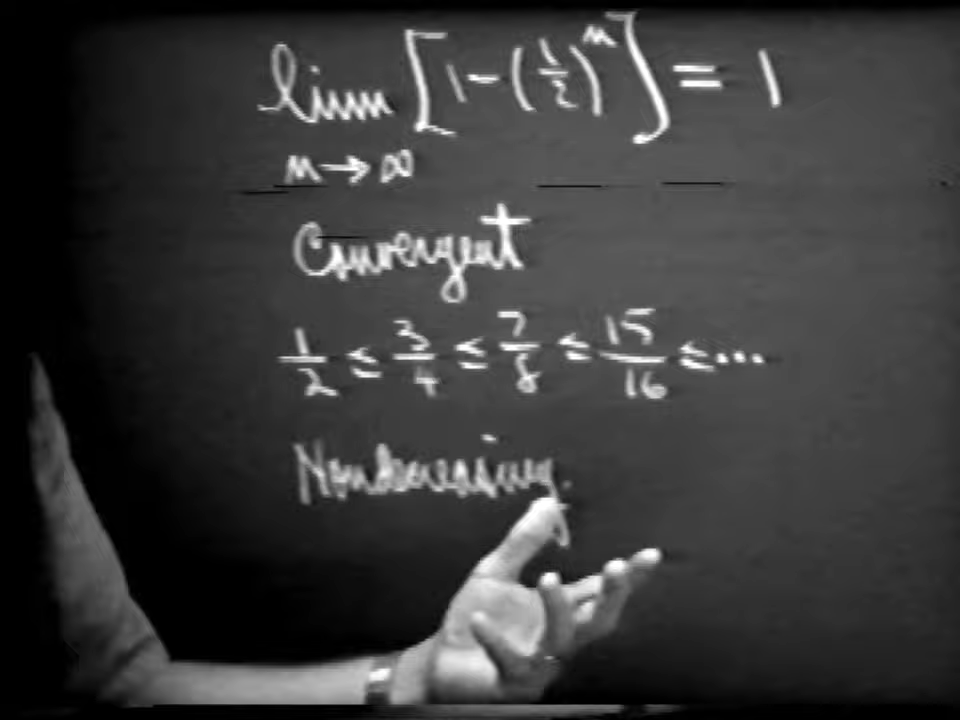 lim [1-(1/2)^n] = 1
n→∞
Convergent
1/2 ≤ 3/4 ≤ 7/8 ≤ 15/16 ≤...
Nondecreasing